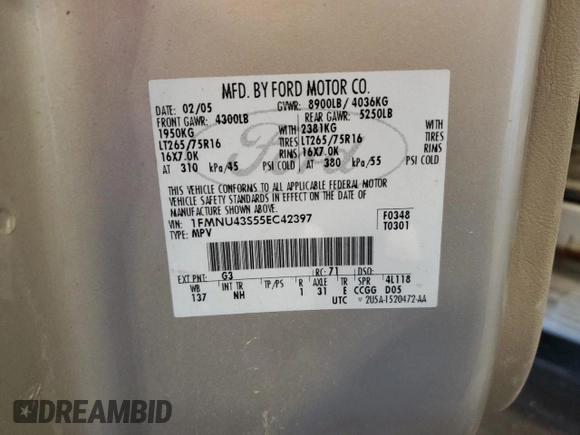 MFD. BY FORD MOTOR CO.
DATE: 02/05 GVWR: 8900LB/ 4036KG
FRONT GAWR: 4300LB REAR GAWR: 5250LB
1950KG WITH 2381KG WITH
LT265/75R16 TIRES LT265/75R16 TIRES
16X7.0K RIMS 16X7.0K RIMS
AT 310 kPa/45 PSI COLD AT 380 kPa/55 PSI COLD
Ford
THIS VEHICLE CONFORMS TO ALL APPLICABLE FEDERAL MOTOR
VEHICLE SAFETY STANDARDS IN EFFECT ON THE DATE OF
MANUFACTURE SHOWN ABOVE.
VIN: 1FMNU43S55EC42397 F0348
TYPE: MPV T0301
EXT PNT: G3 RC: 71 DSO:
WB INT TR TP/PS R AXLE TR SPR 4L118
137 NH 1 31 E CCGG D05
UTC 2U5A-1520472-AA
DREAMBID